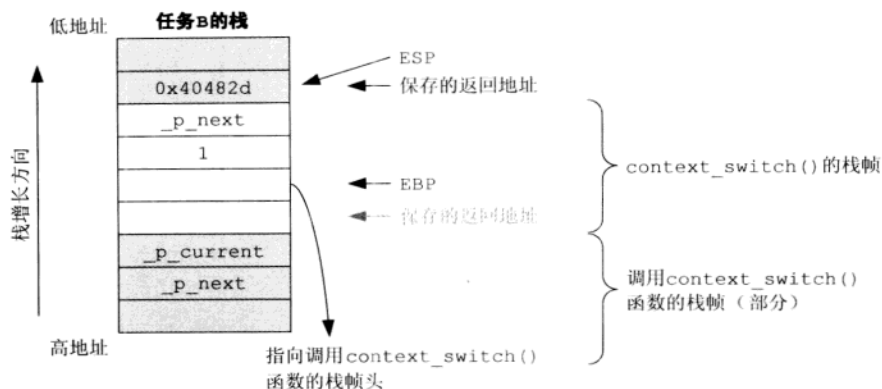 低地址
任务B的栈
ESP
0x40482d
保存的返回地址
_p_next
1
context_switch()的栈帧
EBP
保存的返回地址
栈增长方向
_p_current
_p_next
调用context_switch()
函数的栈帧（部分）
高地址
指向调用context_switch()
函数的栈帧头